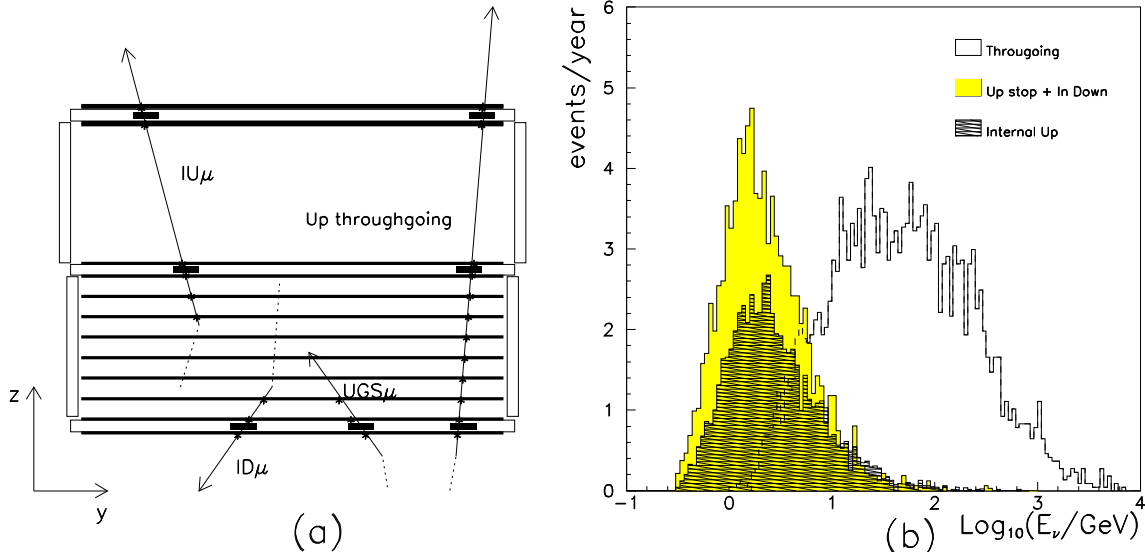 IUμ
Up throughgoing
UGSμ
IDμ
z
y
(a)
events/year
6
5
4
3
2
1
0
Througoing
Up stop + In Down
Internal Up
-1
0
1
2
3
4
Log₁₀(Eᵥ/GeV)
(b)